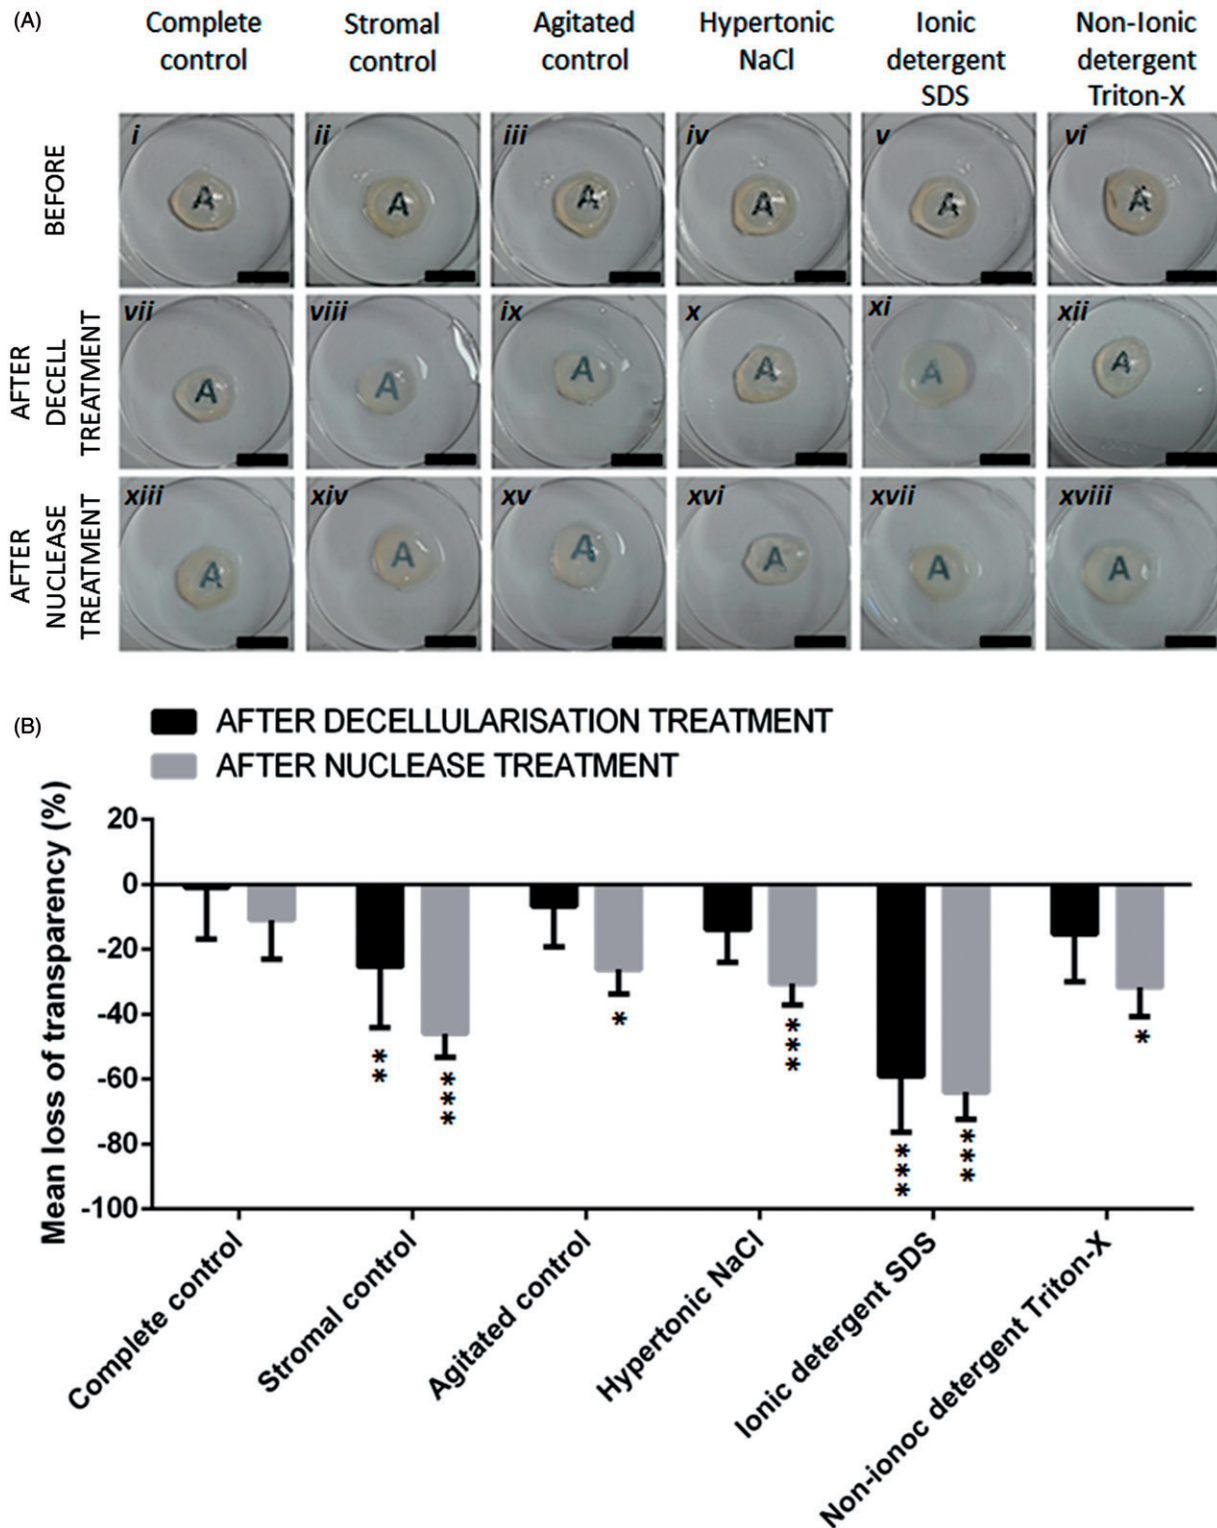 (A)
Complete control
Stromal control
Agitated control
Hypertonic NaCl
Ionic detergent SDS
Non-Ionic detergent Triton-X
BEFORE
i
ii
iii
iv
v
vi
A
A
A
A
A
A
AFTER DECELL TREATMENT
vii
viii
ix
x
xi
xii
A
A
A
A
A
A
AFTER NUCLEASE TREATMENT
xiii
xiv
xv
xvi
xvii
xviii
A
A
A
A
A
A
(B)
AFTER DECELLULARISATION TREATMENT
AFTER NUCLEASE TREATMENT
Mean loss of transparency (%)
20
0
-20
-40
-60
-80
-100
**
***
*
***
***
***
*
Complete control
Stromal control
Agitated control
Hypertonic NaCl
Ionic detergent SDS
Non-ionoc detergent Triton-X